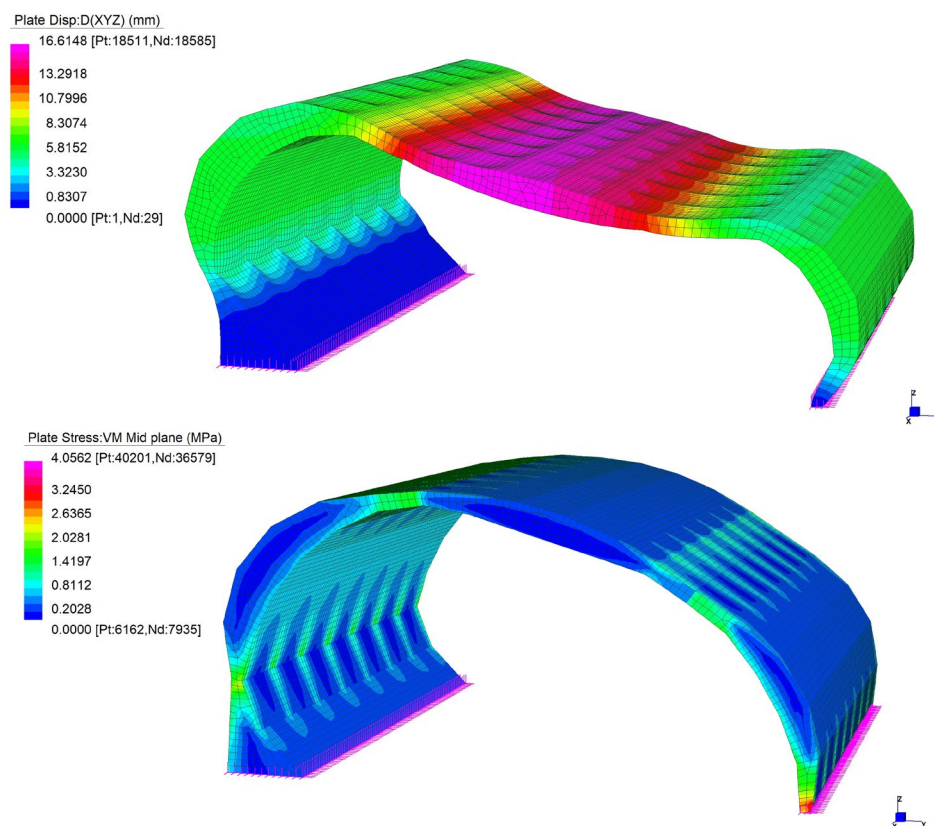 Plate Disp:D(XYZ) (mm)
16.6148 [Pt:18511,Nd:18585]
13.2918
10.7996
8.3074
5.8152
3.3230
0.8307
0.0000 [Pt:1,Nd:29]
z
x
Plate Stress:VM Mid plane (MPa)
4.0562 [Pt:40201,Nd:36579]
3.2450
2.6365
2.0281
1.4197
0.8112
0.2028
0.0000 [Pt:6162,Nd:7935]
z